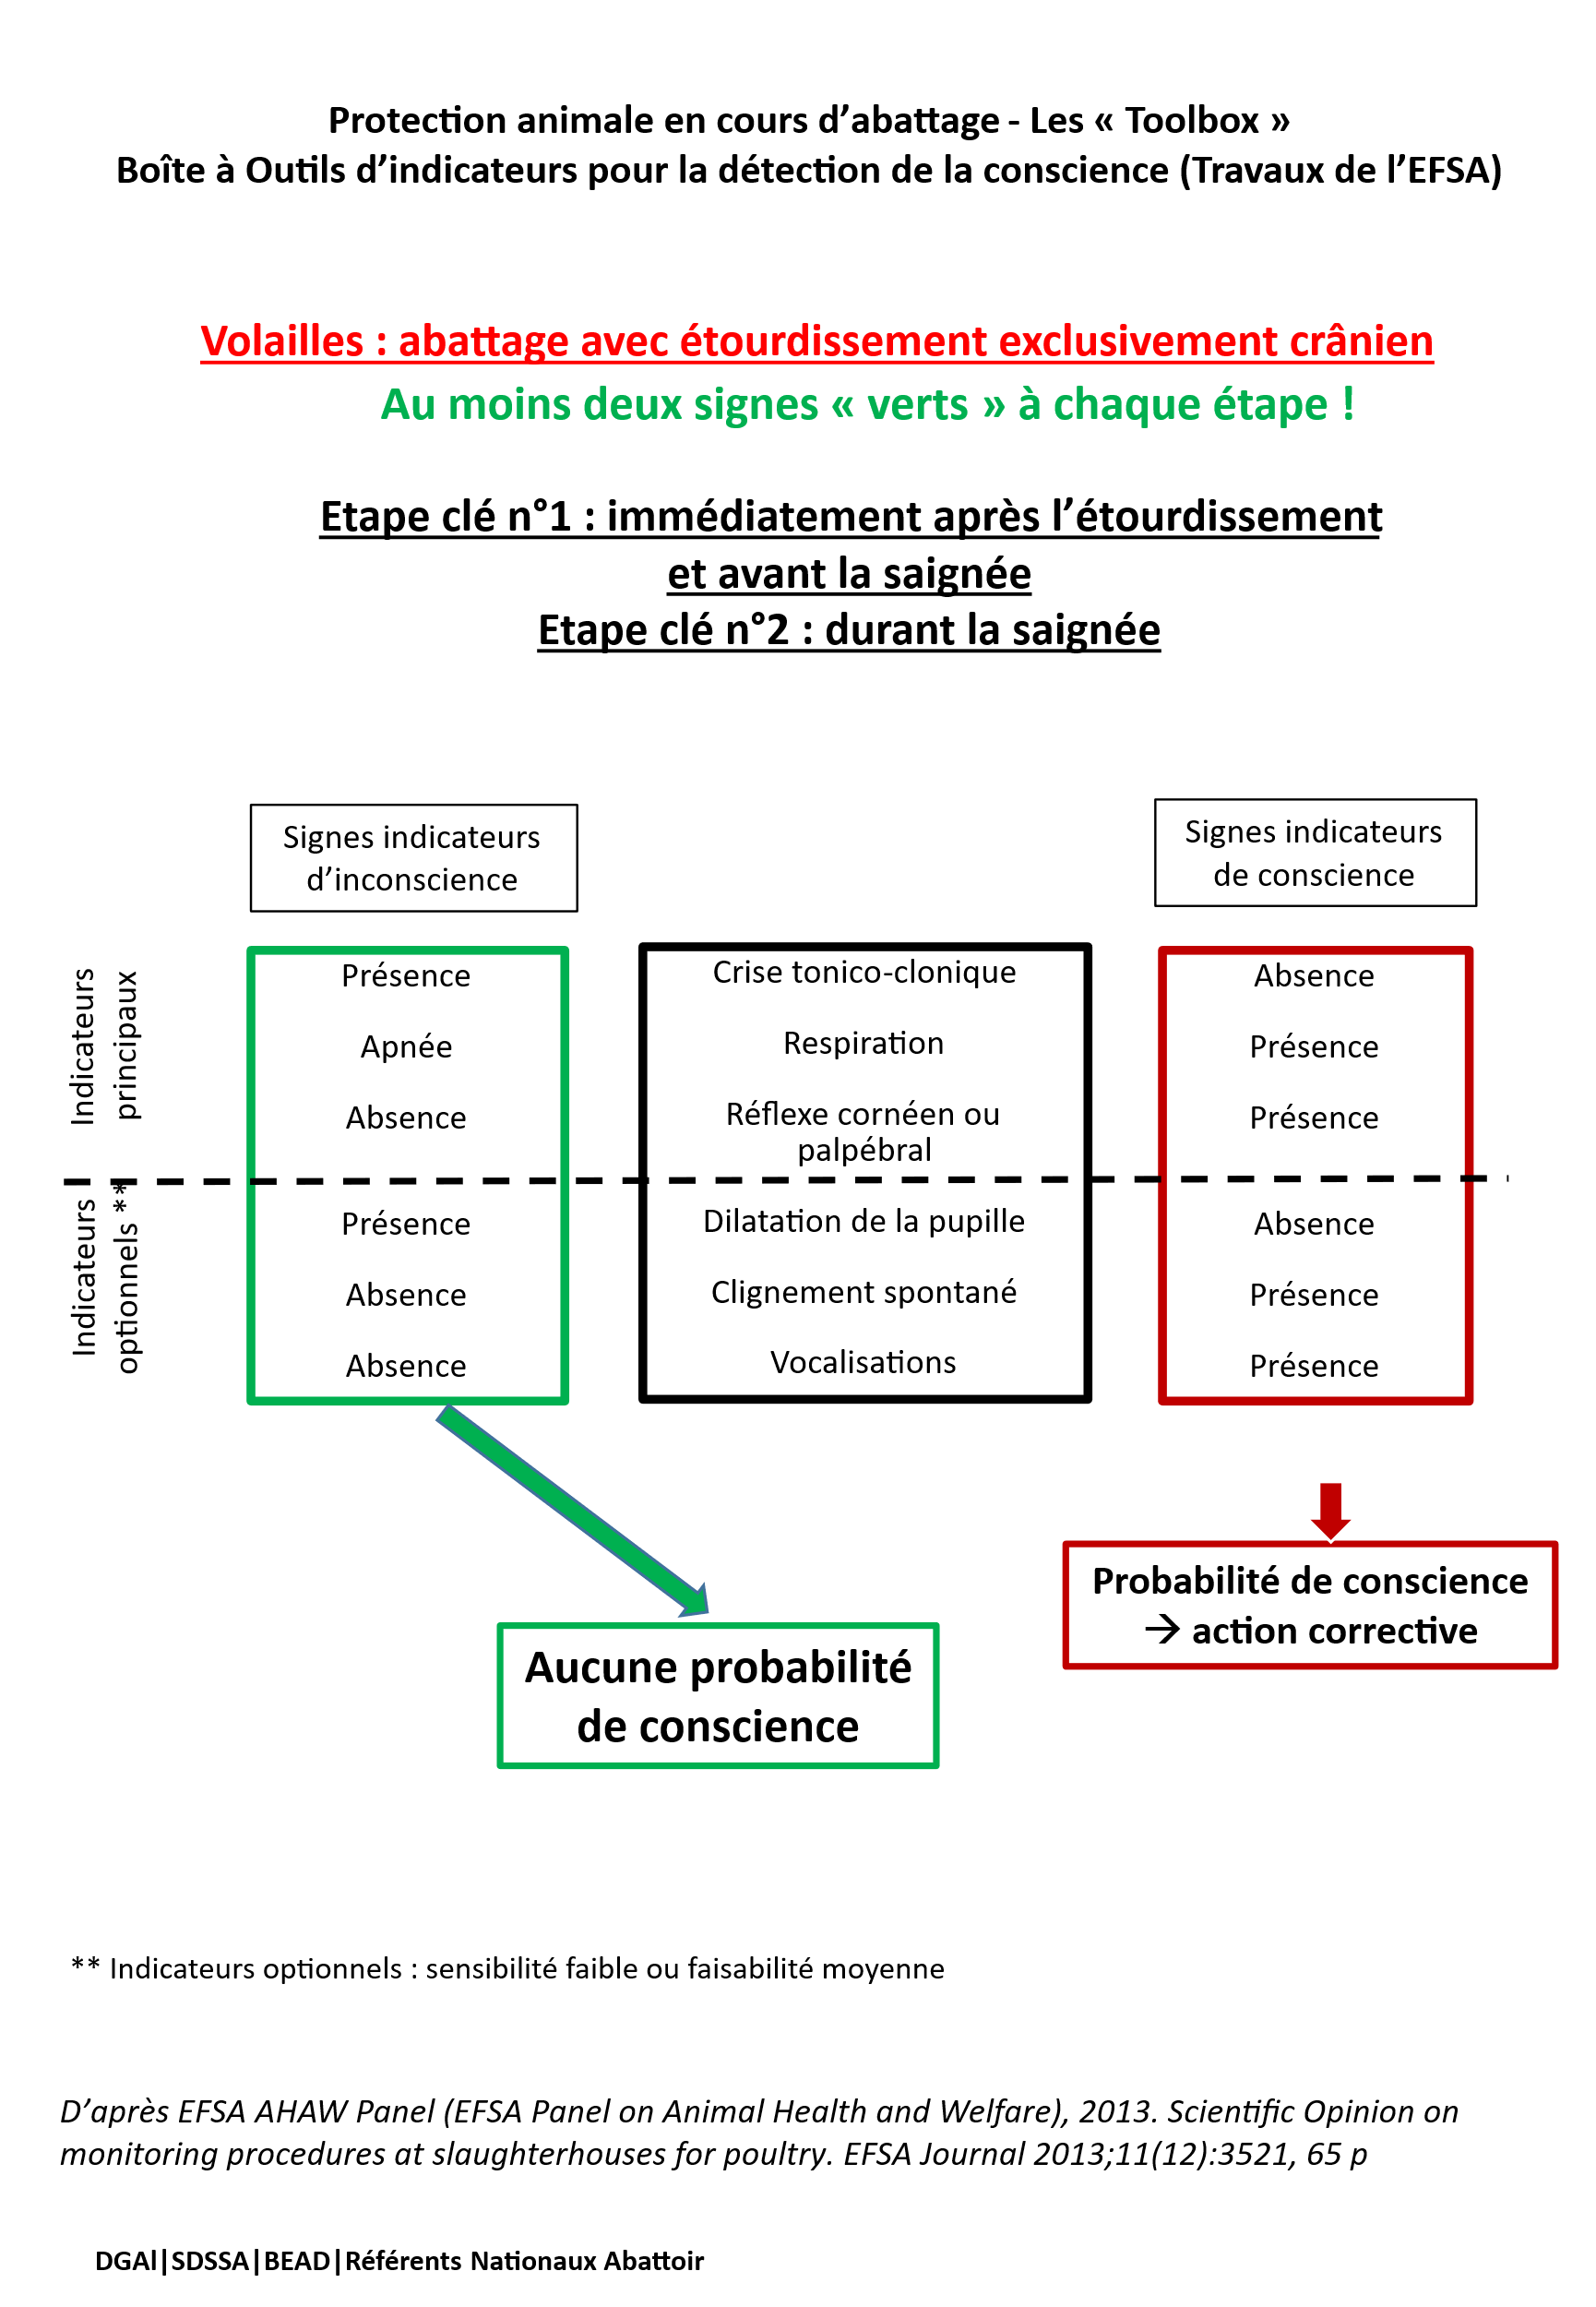 Protection animale en cours d’abattage - Les « Toolbox »
Boîte à Outils d’indicateurs pour la détection de la conscience (Travaux de l’EFSA)
Volailles : abattage avec étourdissement exclusivement crânien
Au moins deux signes « verts » à chaque étape !
Etape clé n°1 : immédiatement après l’étourdissement
et avant la saignée
Etape clé n°2 : durant la saignée
Signes indicateurs
d’inconscience
Signes indicateurs
de conscience
Indicateurs
principaux
Présence
Crise tonico-clonique
Absence
Apnée
Respiration
Présence
Absence
Réflexe cornéen ou
palpébral
Présence
Indicateurs
optionnels **
Présence
Dilatation de la pupille
Absence
Absence
Clignement spontané
Présence
Absence
Vocalisations
Présence
Probabilité de conscience
→ action corrective
Aucune probabilité
de conscience
** Indicateurs optionnels : sensibilité faible ou faisabilité moyenne
D’après EFSA AHAW Panel (EFSA Panel on Animal Health and Welfare), 2013. Scientific Opinion on
monitoring procedures at slaughterhouses for poultry. EFSA Journal 2013;11(12):3521, 65 p
DGAl|SDSSA|BEAD|Référents Nationaux Abattoir